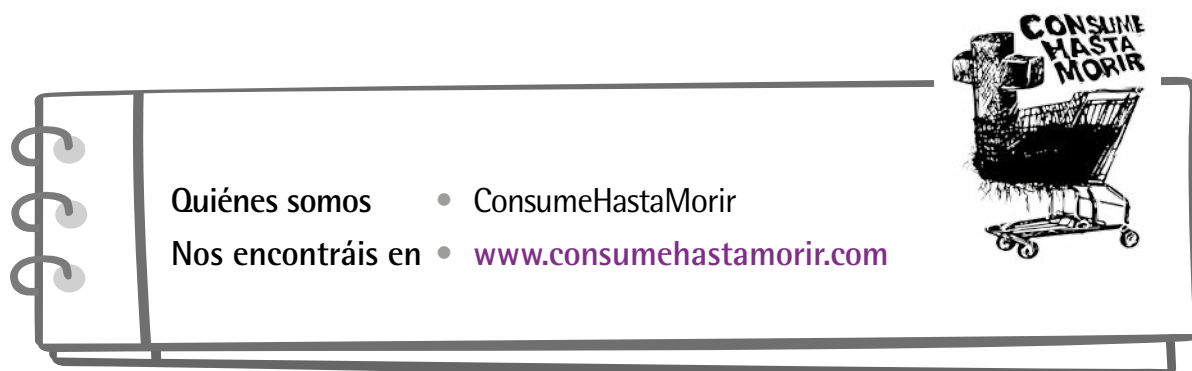 CONSUME
HASTA
MORIR
Quiénes somos • ConsumeHastaMorir
Nos encontráis en • www.consumehastamorir.com